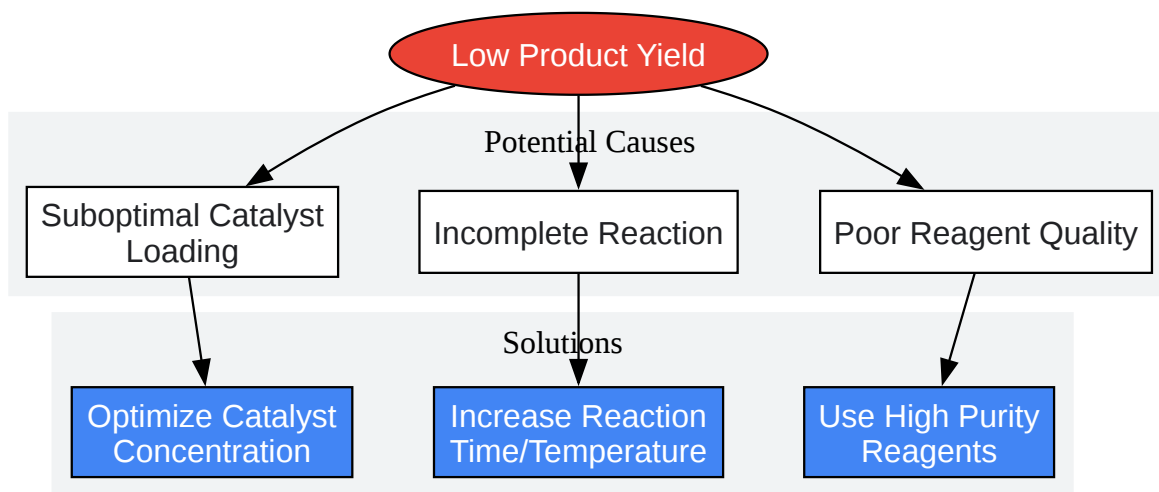 Low Product Yield
Potential Causes
Suboptimal Catalyst
Loading
Incomplete Reaction
Poor Reagent Quality
Solutions
Optimize Catalyst
Concentration
Increase Reaction
Time/Temperature
Use High Purity
Reagents